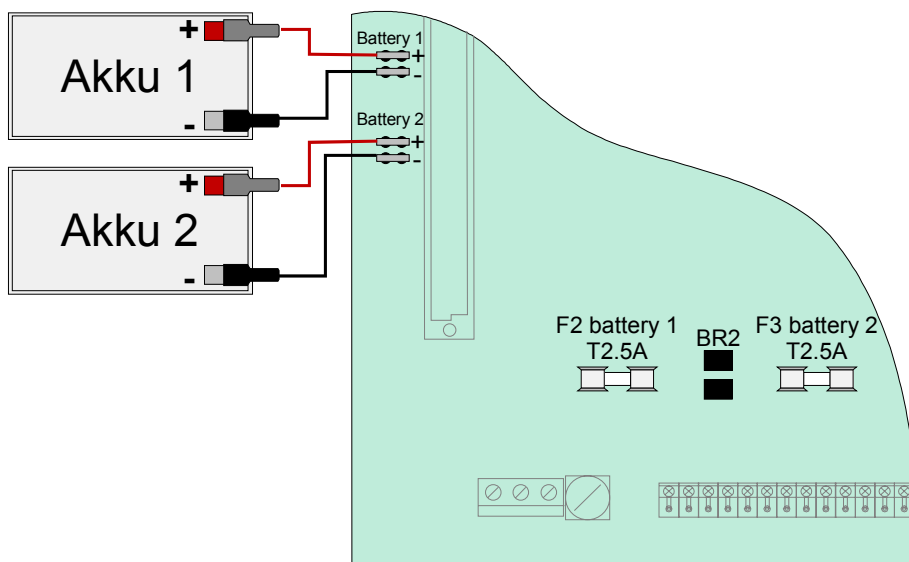 +
Akku 1
-
Battery 1
+
-
Battery 2
+
-
+
Akku 2
-
F2 battery 1
T2.5A
BR2
F3 battery 2
T2.5A